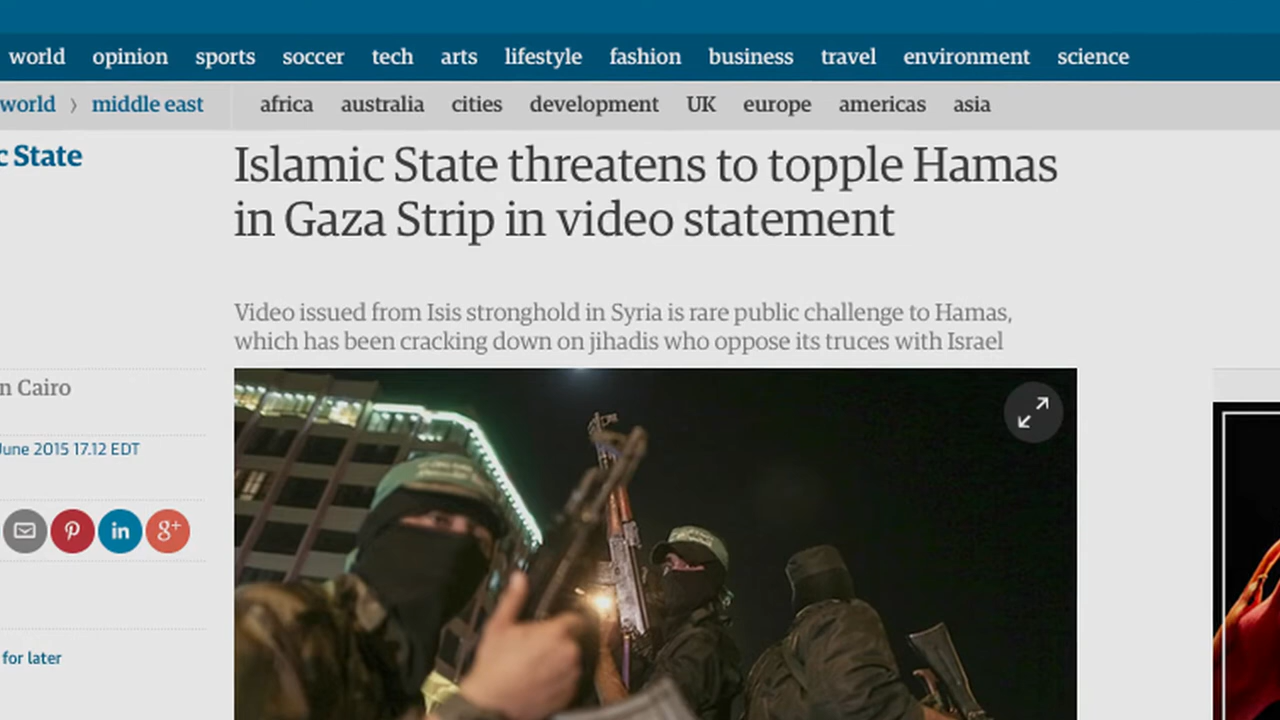 world opinion sports soccer tech arts lifestyle fashion business travel environment science
world 〉 middle east africa australia cities development UK europe americas asia
c State
Islamic State threatens to topple Hamas
in Gaza Strip in video statement
Video issued from Isis stronghold in Syria is rare public challenge to Hamas,
which has been cracking down on jihadis who oppose its truces with Israel
n Cairo
June 2015 17.12 EDT
in g+
for later